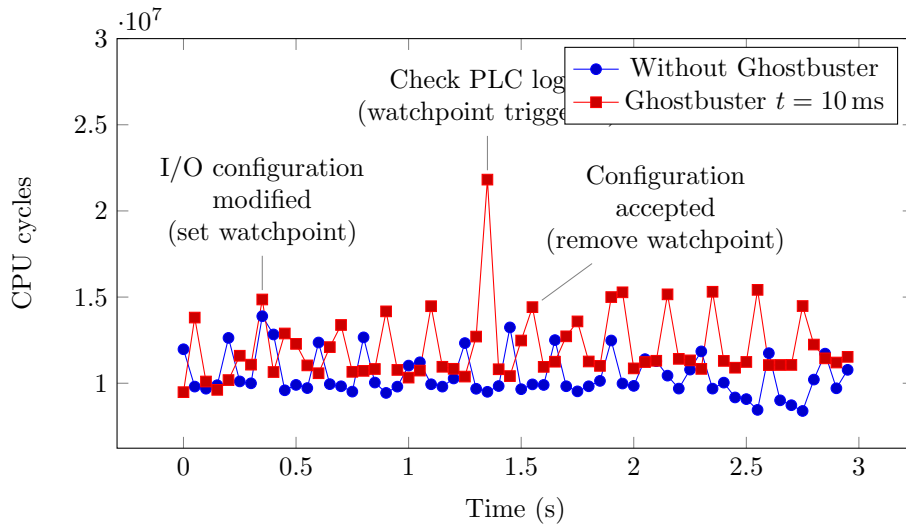 ·10⁷
3
2.5
2
1.5
1
CPU cycles
0
0.5
1
1.5
2
2.5
3
Time (s)
Without Ghostbuster
Ghostbuster t = 10 ms
Check PLC log
(watchpoint trigge
I/O configuration
modified
(set watchpoint)
Configuration
accepted
(remove watchpoint)